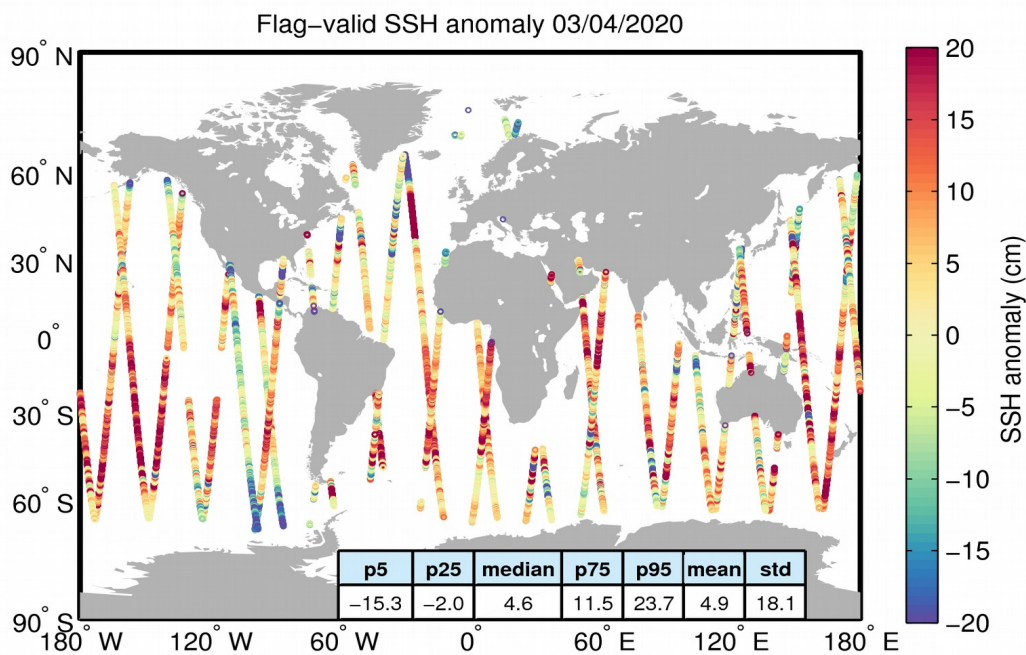 Flag−valid SSH anomaly 03/04/2020
90° N
60° N
30° N
0°
30° S
60° S
90° S
180° W
120° W
60° W
0°
60° E
120° E
180° E
p5 p25 median p75 p95 mean std
−15.3 −2.0 4.6 11.5 23.7 4.9 18.1
20
15
10
5
0
−5
−10
−15
−20
SSH anomaly (cm)